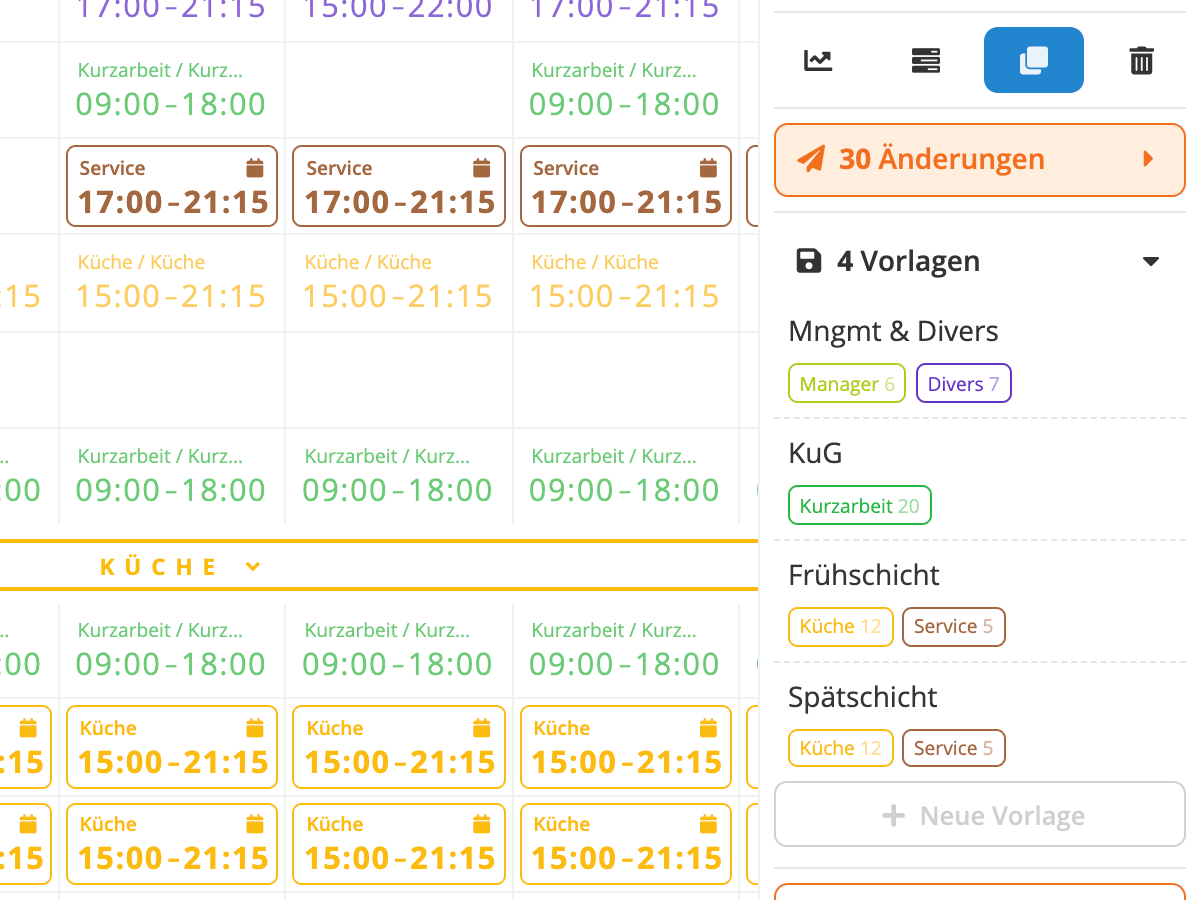 17:00–21:15 15:00–22:00 17:00–21:15
Kurzarbeit / Kurz... Kurzarbeit / Kurz...
09:00–18:00 09:00–18:00
Service Service Service
17:00–21:15 17:00–21:15 17:00–21:15
Küche / Küche Küche / Küche Küche / Küche
:15 15:00–21:15 15:00–21:15 15:00–21:15
... Kurzarbeit / Kurz... Kurzarbeit / Kurz... Kurzarbeit / Kurz...
:00 09:00–18:00 09:00–18:00 09:00–18:00
KÜCHE
... Kurzarbeit / Kurz... Kurzarbeit / Kurz... Kurzarbeit / Kurz...
:00 09:00–18:00 09:00–18:00 09:00–18:00
Küche Küche Küche
:15 15:00–21:15 15:00–21:15 15:00–21:15
Küche Küche Küche
:15 15:00–21:15 15:00–21:15 15:00–21:15
30 Änderungen
4 Vorlagen
Mngmt & Divers
Manager 6 Divers 7
KuG
Kurzarbeit 20
Frühschicht
Küche 12 Service 5
Spätschicht
Küche 12 Service 5
Neue Vorlage